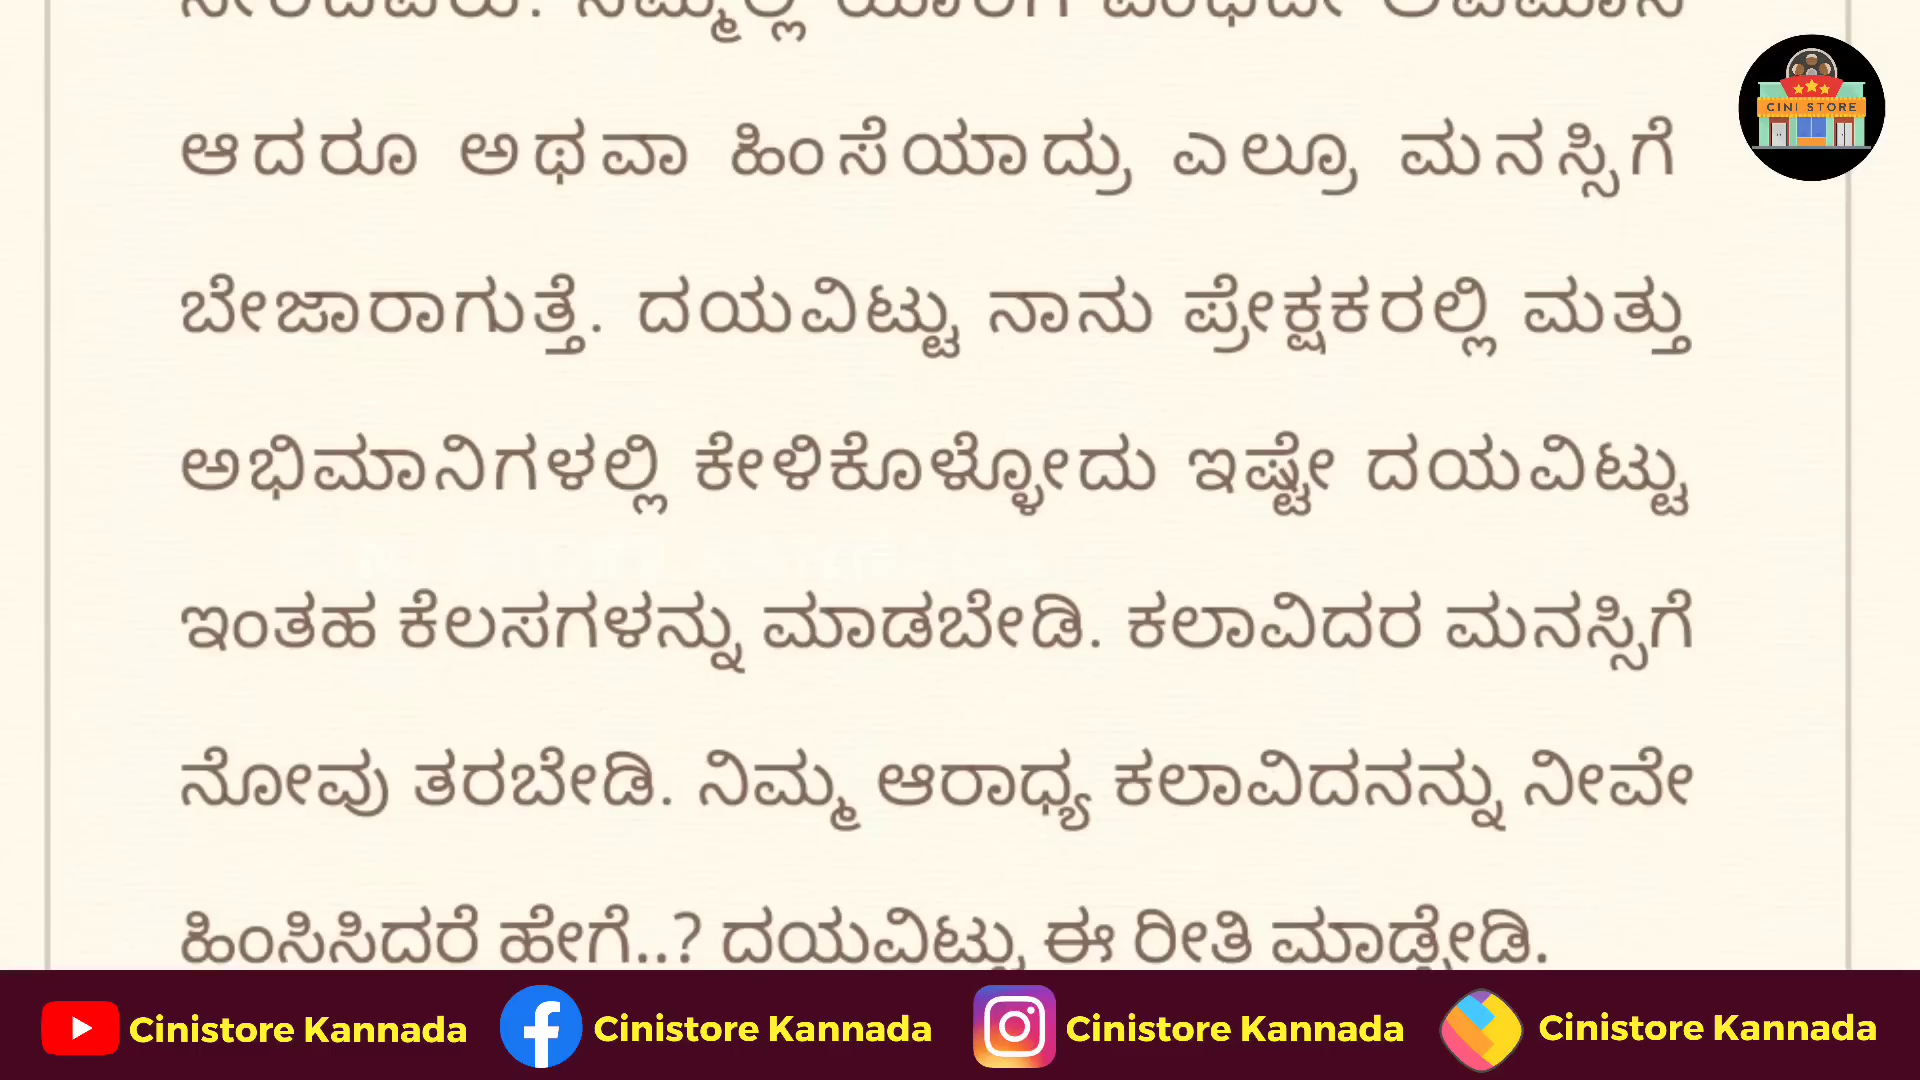 CINI STORE
ಆದರೂ ಅಥವಾ ಹಿಂಸೆಯಾದ್ರು ಎಲ್ರೂ ಮನಸ್ಸಿಗೆ
ಬೇಜಾರಾಗುತ್ತೆ. ದಯವಿಟ್ಟು ನಾನು ಪ್ರೇಕ್ಷಕರಲ್ಲಿ ಮತ್ತು
ಅಭಿಮಾನಿಗಳಲ್ಲಿ ಕೇಳಿಕೊಳ್ಳೋದು ಇಷ್ಟೇ ದಯವಿಟ್ಟು
ಇಂತಹ ಕೆಲಸಗಳನ್ನು ಮಾಡಬೇಡಿ. ಕಲಾವಿದರ ಮನಸ್ಸಿಗೆ
ನೋವು ತರಬೇಡಿ. ನಿಮ್ಮ ಆರಾಧ್ಯ ಕಲಾವಿದನನ್ನು ನೀವೇ
ಹಿಂಸಿಸಿದರೆ ಹೇಗೆ..? ದಯವಿಟ್ಟು ಈ ರೀತಿ ಮಾಡ್ಬೇಡಿ.
Cinistore Kannada Cinistore Kannada Cinistore Kannada Cinistore Kannada